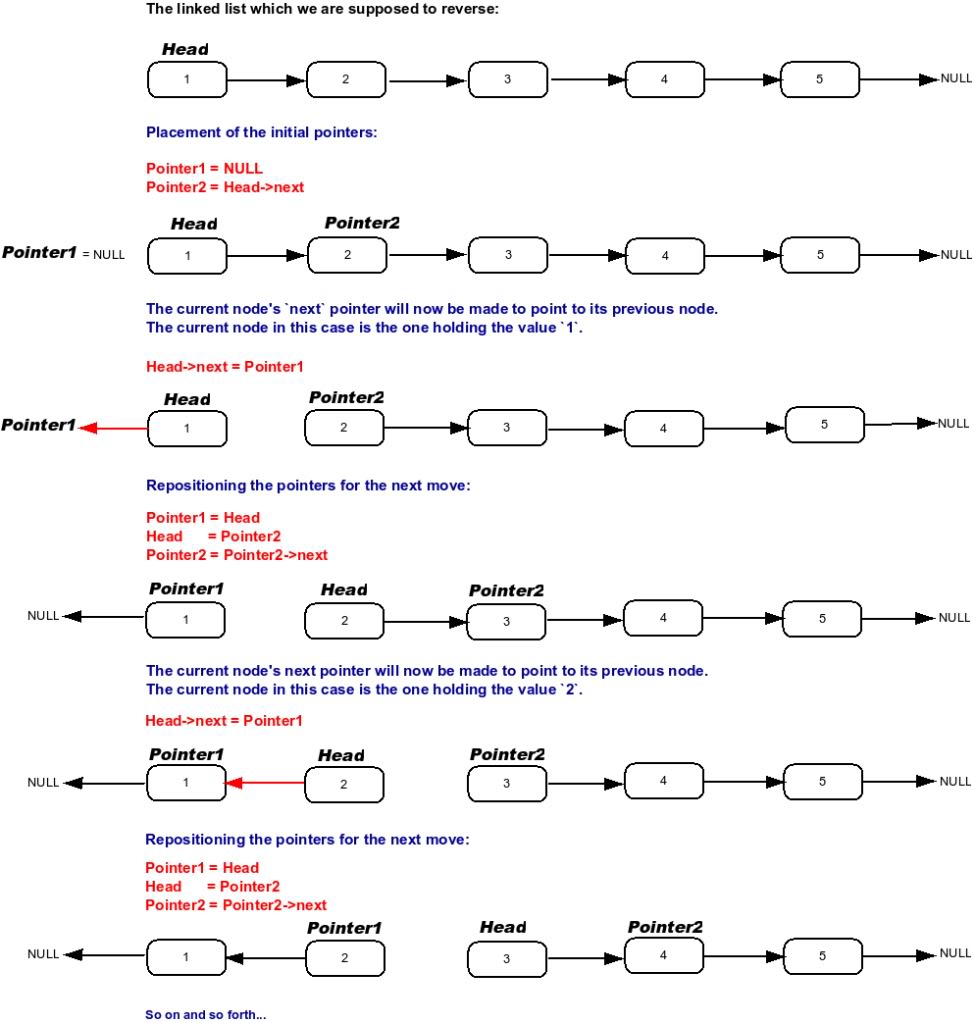 The linked list which we are supposed to reverse:
Head
1 2 3 4 5 NULL
Placement of the initial pointers:
Pointer1 = NULL
Pointer2 = Head->next
Head Pointer2
Pointer1 = NULL 1 2 3 4 5 NULL
The current node's `next` pointer will now be made to point to its previous node.
The current node in this case is the one holding the value `1`.
Head->next = Pointer1
Head Pointer2
Pointer1 1 2 3 4 5 NULL
Repositioning the pointers for the next move:
Pointer1 = Head
Head = Pointer2
Pointer2 = Pointer2->next
Pointer1 Head Pointer2
NULL 1 2 3 4 5 NULL
The current node's next pointer will now be made to point to its previous node.
The current node in this case is the one holding the value `2`.
Head->next = Pointer1
Pointer1 Head Pointer2
NULL 1 2 3 4 5 NULL
Repositioning the pointers for the next move:
Pointer1 = Head
Head = Pointer2
Pointer2 = Pointer2->next
Pointer1 Head Pointer2
NULL 1 2 3 4 5 NULL
So on and so forth...